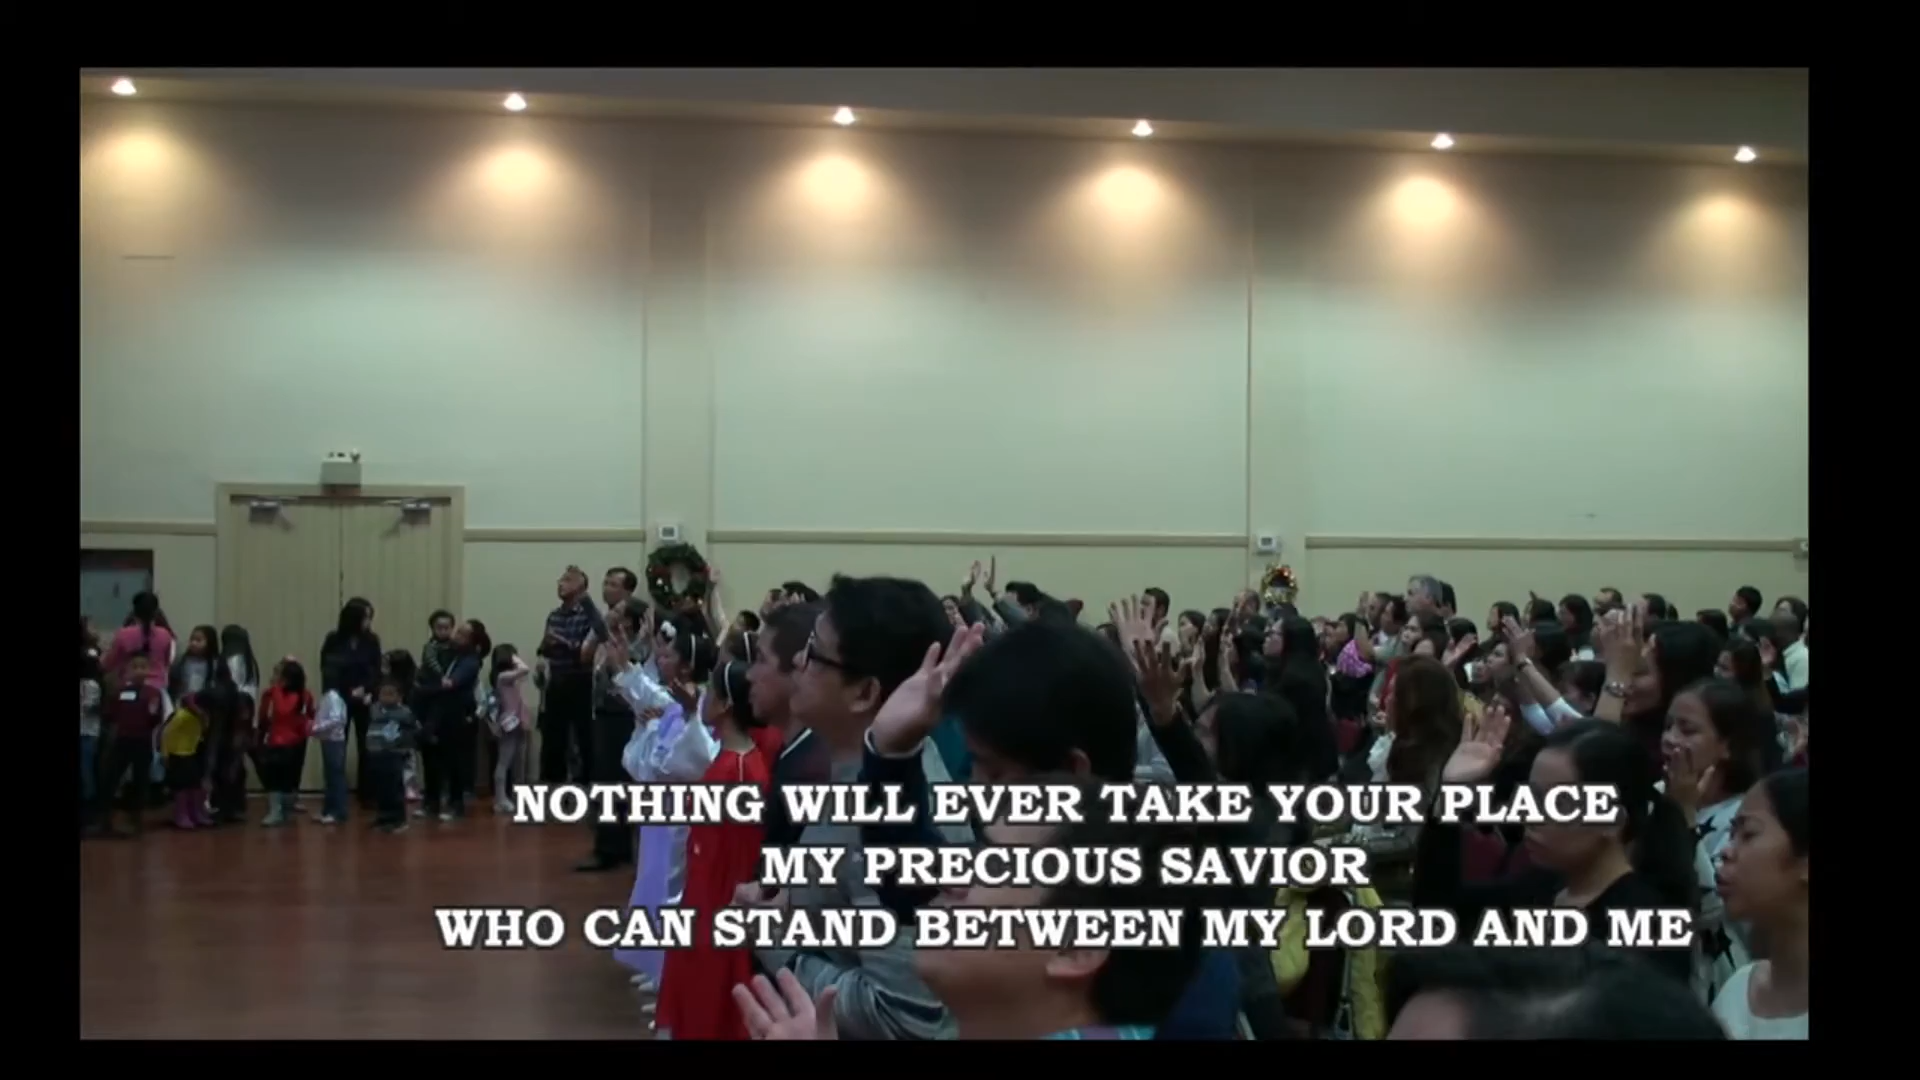 NOTHING WILL EVER TAKE YOUR PLACE
MY PRECIOUS SAVIOR
WHO CAN STAND BETWEEN MY LORD AND ME